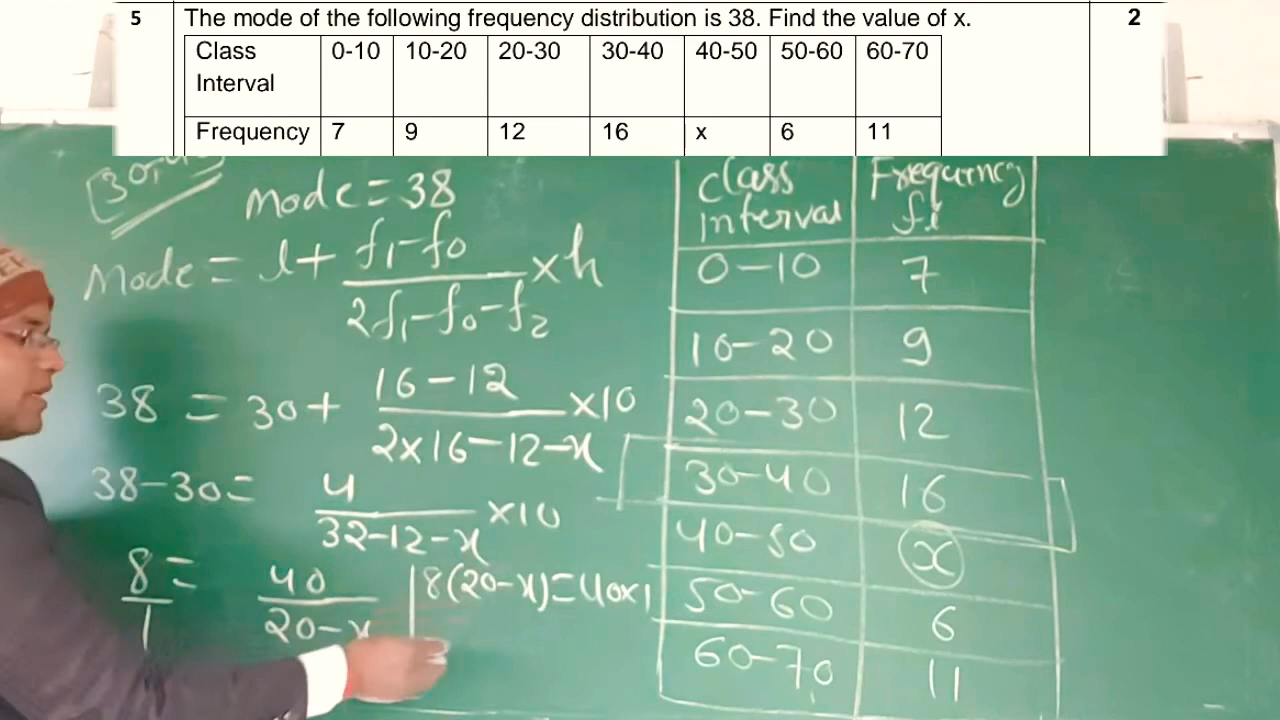 5 The mode of the following frequency distribution is 38. Find the value of x. 2
Class Interval 0-10 10-20 20-30 30-40 40-50 50-60 60-70
Frequency 7 9 12 16 x 6 11
Mode = 38
Mode = l + f₁-f₀ / 2f₁-f₀-f₂ × h
38 = 30 + 16-12 / 2×16-12-x ×10
38-30 = 4 / 32-12-x ×10
8/1 = 40 / 20-x
8(20-x)=40×1
Class Interval Frequency fi
0-10 7
10-20 9
20-30 12
30-40 16
40-50 x
50-60 6
60-70 11